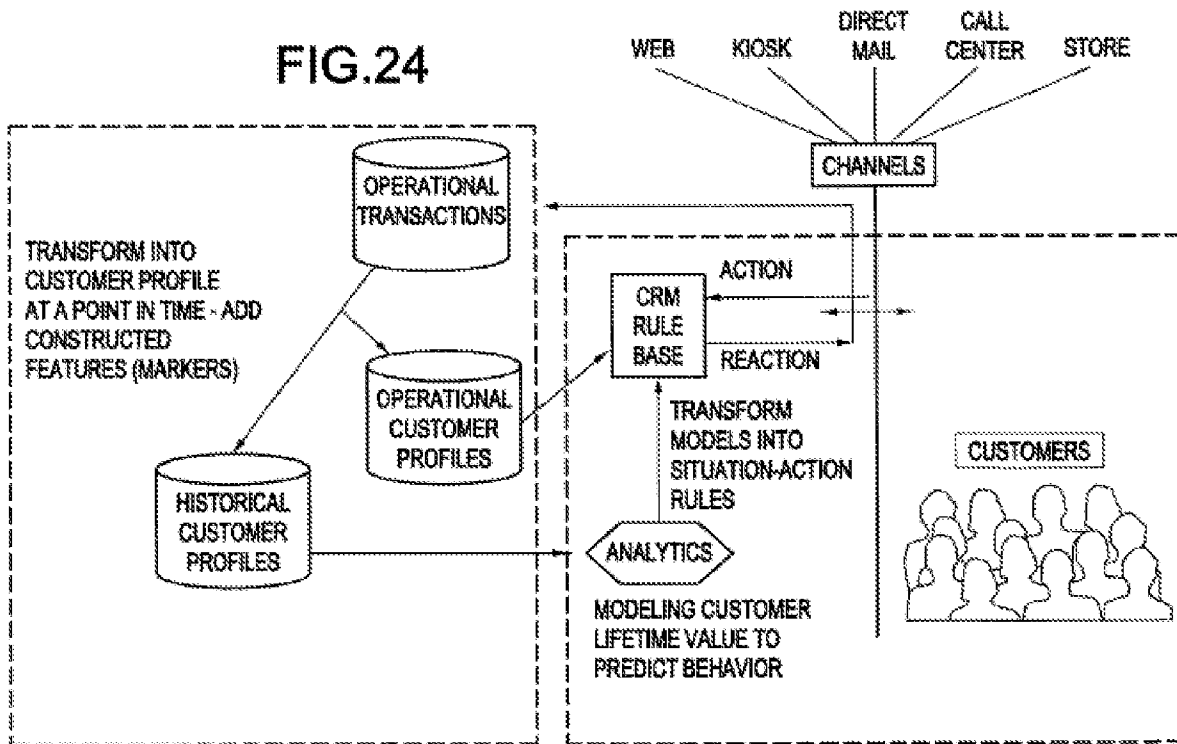 FIG.24
WEB
KIOSK
DIRECT
MAIL
CALL
CENTER
STORE
CHANNELS
OPERATIONAL
TRANSACTIONS
TRANSFORM INTO
CUSTOMER PROFILE
AT A POINT IN TIME - ADD
CONSTRUCTED
FEATURES (MARKERS)
OPERATIONAL
CUSTOMER
PROFILES
HISTORICAL
CUSTOMER
PROFILES
ACTION
CRM
RULE
BASE
REACTION
TRANSFORM
MODELS INTO
SITUATION-ACTION
RULES
ANALYTICS
MODELING CUSTOMER
LIFETIME VALUE TO
PREDICT BEHAVIOR
CUSTOMERS